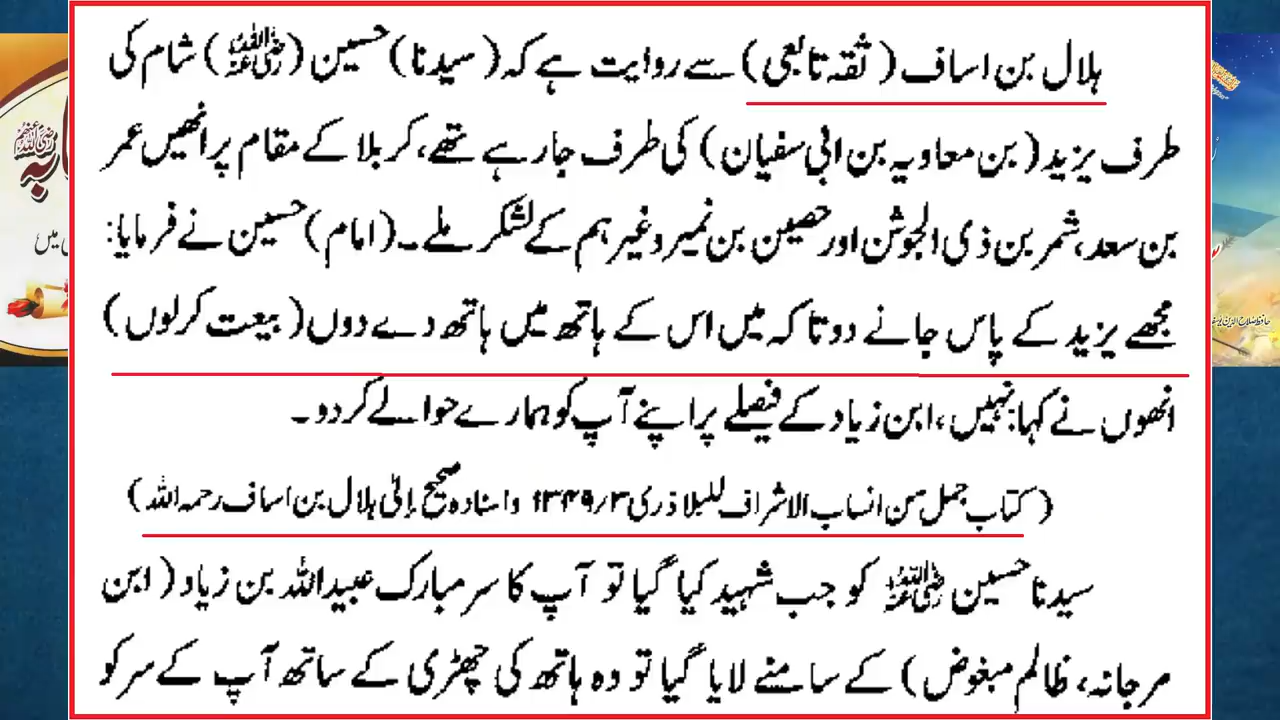 ہلال بن اساف (ثقہ تابعی) سے روایت ہے کہ (سیدنا) حسین (رضی اللہ عنہ) شام کی
طرف یزید (بن معاویہ بن ابی سفیان) کی طرف جا رہے تھے، کربلا کے مقام پر انھیں عمر
بن سعد، شمر بن ذی الجوشن اور حصین بن نمیر وغیرہم کے لشکر ملے۔ (امام) حسین نے فرمایا:
مجھے یزید کے پاس جانے دو تا کہ میں اس کے ہاتھ میں ہاتھ دے دوں (بیعت کر لوں)
انھوں نے کہا: نہیں، ابن زیاد کے فیصلے پر اپنے آپ کو ہمارے حوالے کر دو۔
(کتاب جمل من انساب الاشراف للبلاذری ۱۳۴۹/۳ واسنادہ صحیح إلیٰ ہلال بن اساف رحمہ اللہ)
سیدنا حسین رضی اللہ عنہ کو جب شہید کیا گیا تو آپ کا سر مبارک عبیداللہ بن زیاد (ابن
مرجانہ، ظالم مبغوض) کے سامنے لایا گیا تو وہ ہاتھ کی چھڑی کے ساتھ آپ کے سر کو